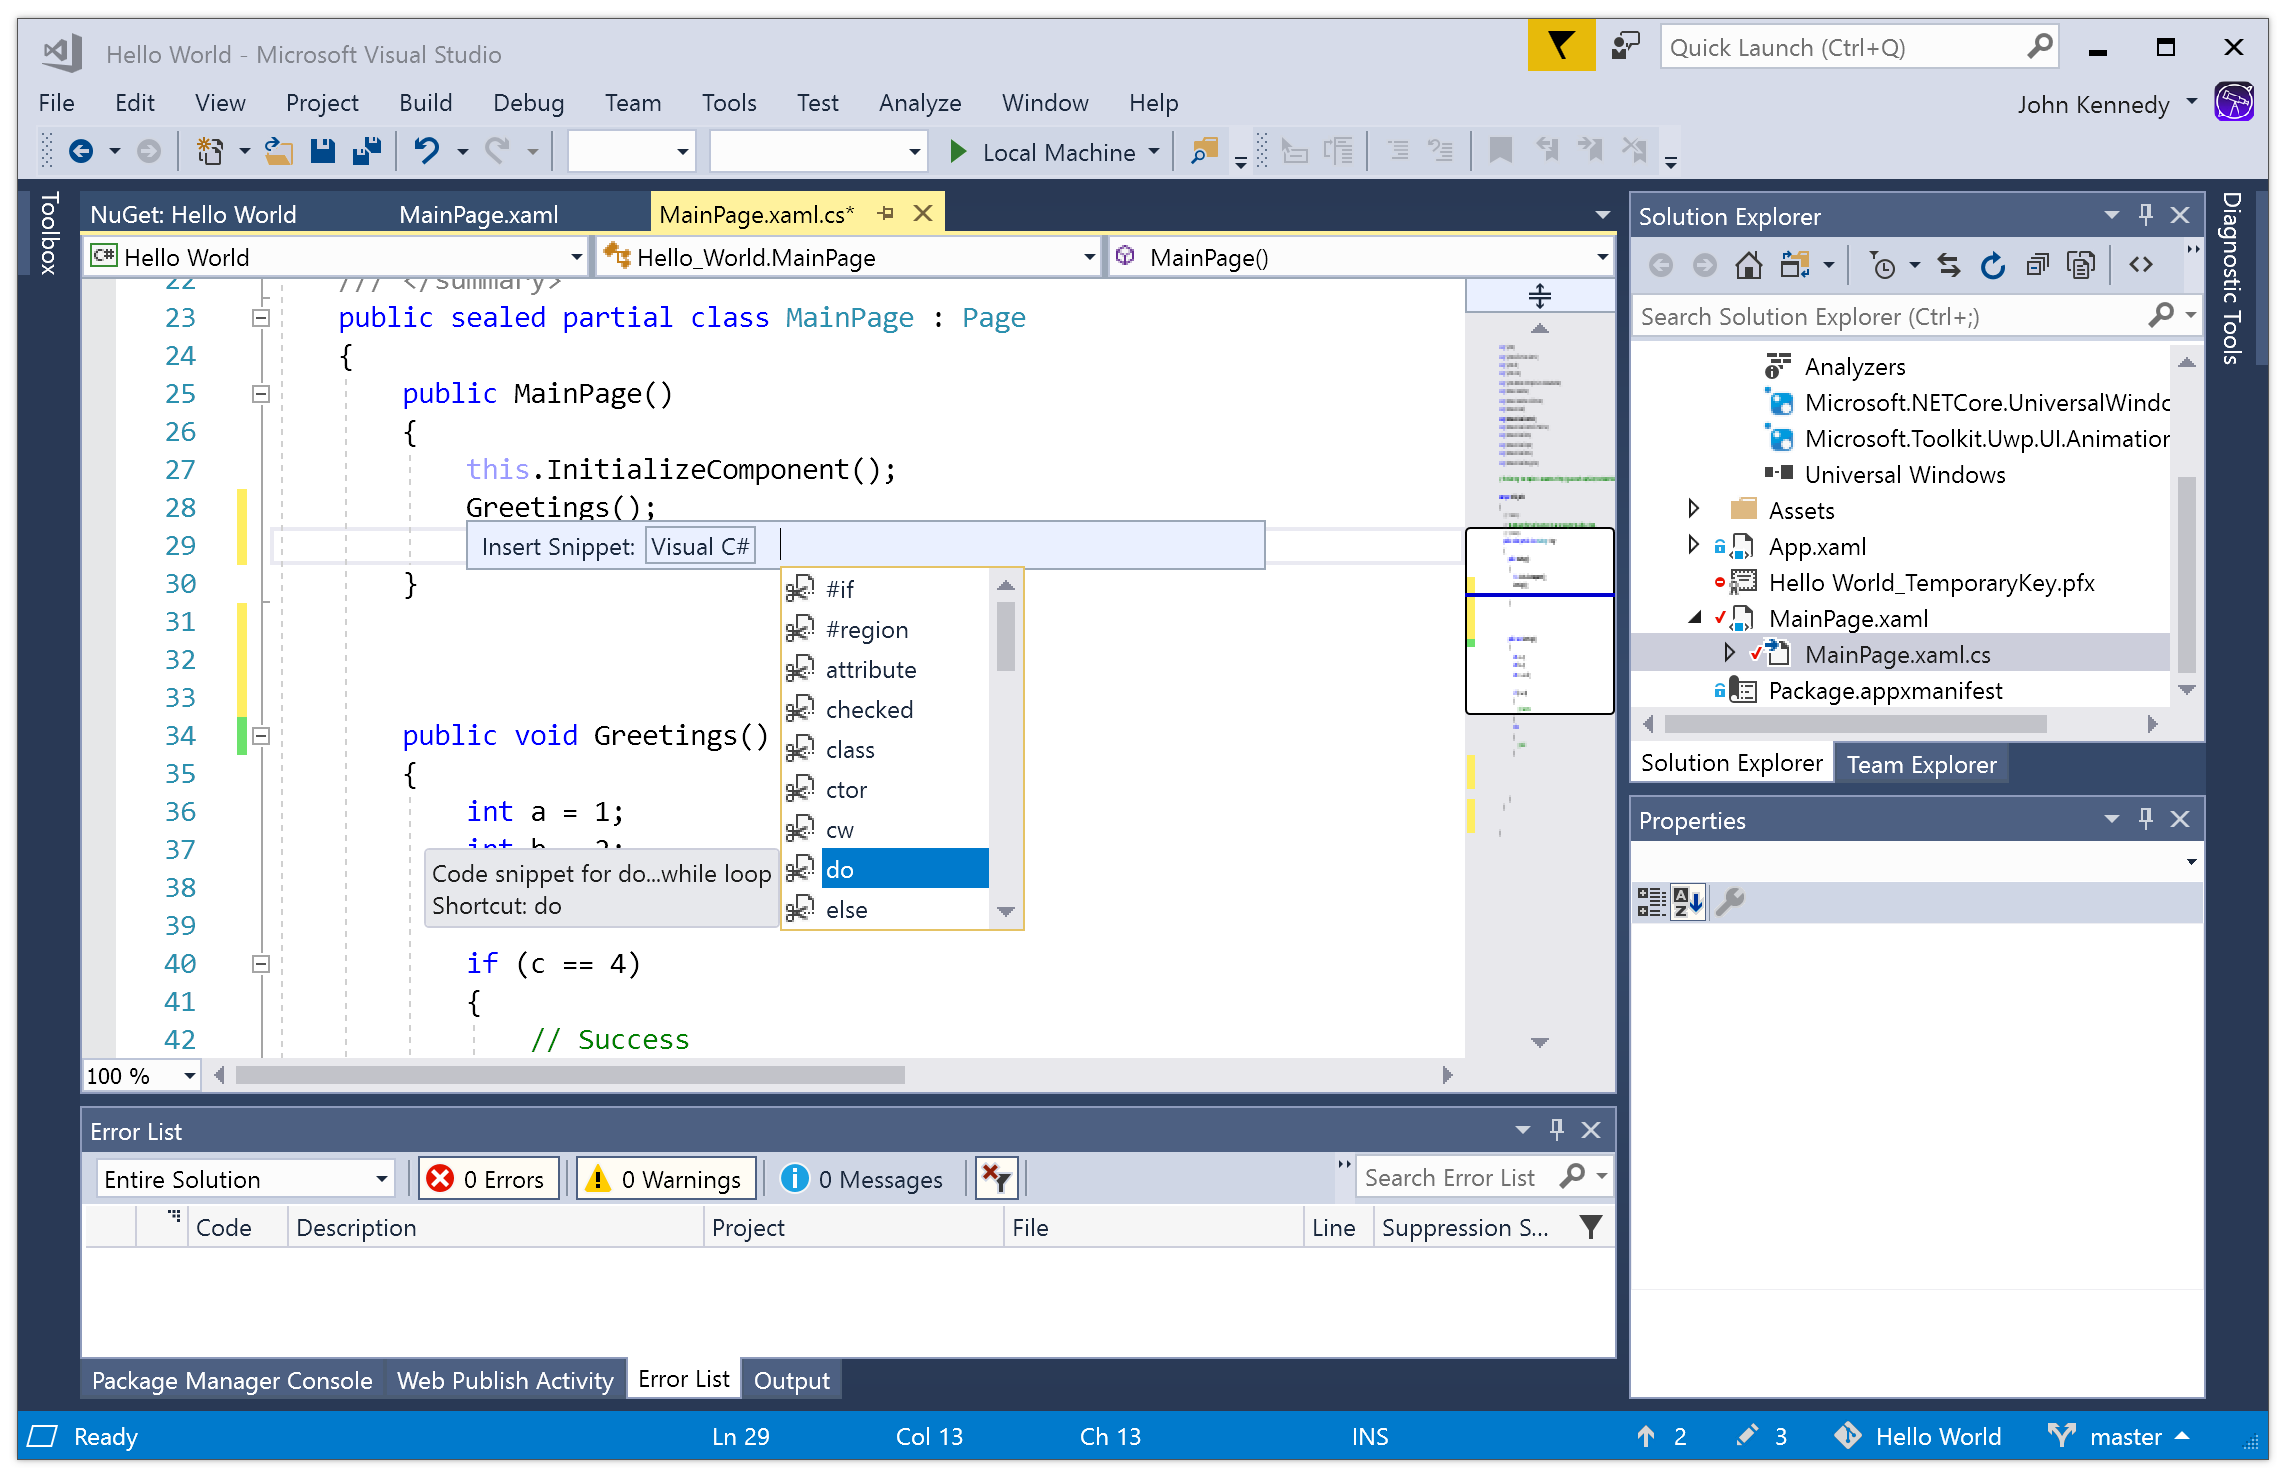 Hello World - Microsoft Visual Studio
Quick Launch (Ctrl+Q)
File Edit View Project Build Debug Team Tools Test Analyze Window Help
John Kennedy
Local Machine
Toolbox
NuGet: Hello World
MainPage.xaml
MainPage.xaml.cs*
C# Hello World
Hello_World.MainPage
MainPage()
22 /// </summary>
23 public sealed partial class MainPage : Page
24 {
25 public MainPage()
26 {
27 this.InitializeComponent();
28 Greetings();
29
Insert Snippet: Visual C#
30 }
31
32
33
34 public void Greetings()
35 {
36 int a = 1;
37 int b = 2;
38
39
40 if (c == 4)
41 {
42 // Success
#if
#region
attribute
checked
class
ctor
cw
do
else
Code snippet for do...while loop
Shortcut: do
100 %
Solution Explorer
Search Solution Explorer (Ctrl+;)
Analyzers
Microsoft.NETCore.UniversalWindo
Microsoft.Toolkit.Uwp.UI.Animation
Universal Windows
Assets
App.xaml
Hello World_TemporaryKey.pfx
MainPage.xaml
MainPage.xaml.cs
Package.appxmanifest
Solution Explorer Team Explorer
Diagnostic Tools
Properties
Error List
Entire Solution
0 Errors
0 Warnings
0 Messages
Search Error List
Code Description Project File Line Suppression S...
Package Manager Console Web Publish Activity Error List Output
Ready
Ln 29 Col 13 Ch 13 INS
2 3 Hello World master